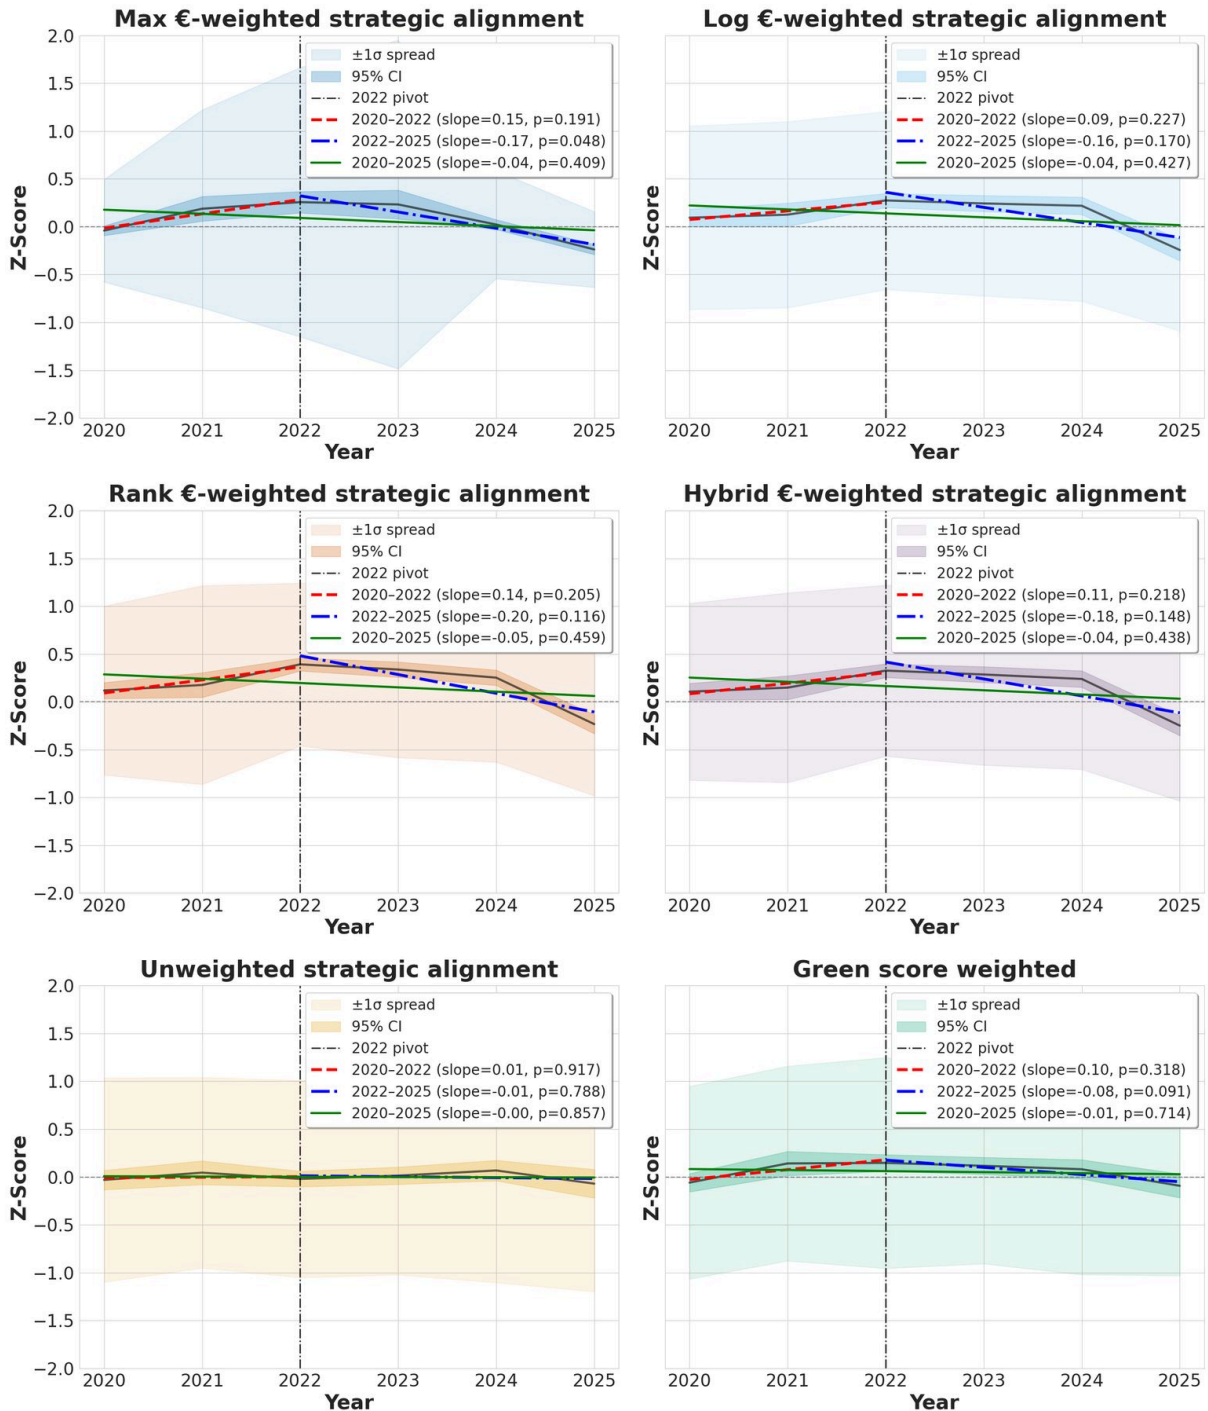 Max €-weighted strategic alignment
2.0
1.5
1.0
0.5
0.0
−0.5
−1.0
−1.5
−2.0
Z-Score
±1σ spread
95% CI
2022 pivot
2020–2022 (slope=0.15, p=0.191)
2022–2025 (slope=-0.17, p=0.048)
2020–2025 (slope=-0.04, p=0.409)
2020 2021 2022 2023 2024 2025
Year
Log €-weighted strategic alignment
Z-Score
±1σ spread
95% CI
2022 pivot
2020–2022 (slope=0.09, p=0.227)
2022–2025 (slope=-0.16, p=0.170)
2020–2025 (slope=-0.04, p=0.427)
2020 2021 2022 2023 2024 2025
Year
Rank €-weighted strategic alignment
2.0
1.5
1.0
0.5
0.0
−0.5
−1.0
−1.5
−2.0
Z-Score
±1σ spread
95% CI
2022 pivot
2020–2022 (slope=0.14, p=0.205)
2022–2025 (slope=-0.20, p=0.116)
2020–2025 (slope=-0.05, p=0.459)
2020 2021 2022 2023 2024 2025
Year
Hybrid €-weighted strategic alignment
Z-Score
±1σ spread
95% CI
2022 pivot
2020–2022 (slope=0.11, p=0.218)
2022–2025 (slope=-0.18, p=0.148)
2020–2025 (slope=-0.04, p=0.438)
2020 2021 2022 2023 2024 2025
Year
Unweighted strategic alignment
2.0
1.5
1.0
0.5
0.0
−0.5
−1.0
−1.5
−2.0
Z-Score
±1σ spread
95% CI
2022 pivot
2020–2022 (slope=0.01, p=0.917)
2022–2025 (slope=-0.01, p=0.788)
2020–2025 (slope=-0.00, p=0.857)
2020 2021 2022 2023 2024 2025
Year
Green score weighted
Z-Score
±1σ spread
95% CI
2022 pivot
2020–2022 (slope=0.10, p=0.318)
2022–2025 (slope=-0.08, p=0.091)
2020–2025 (slope=-0.01, p=0.714)
2020 2021 2022 2023 2024 2025
Year